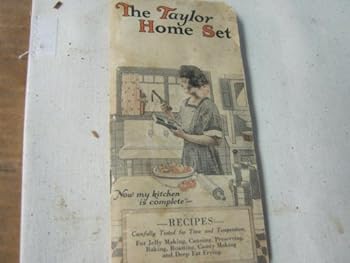 The Taylor
Home Set
Now my kitchen
is complete—
—RECIPES—
Carefully Tested for Time and Temperature
For Jelly Making, Canning, Preserving,
Baking, Roasting, Candy Making
and Deep Fat Frying